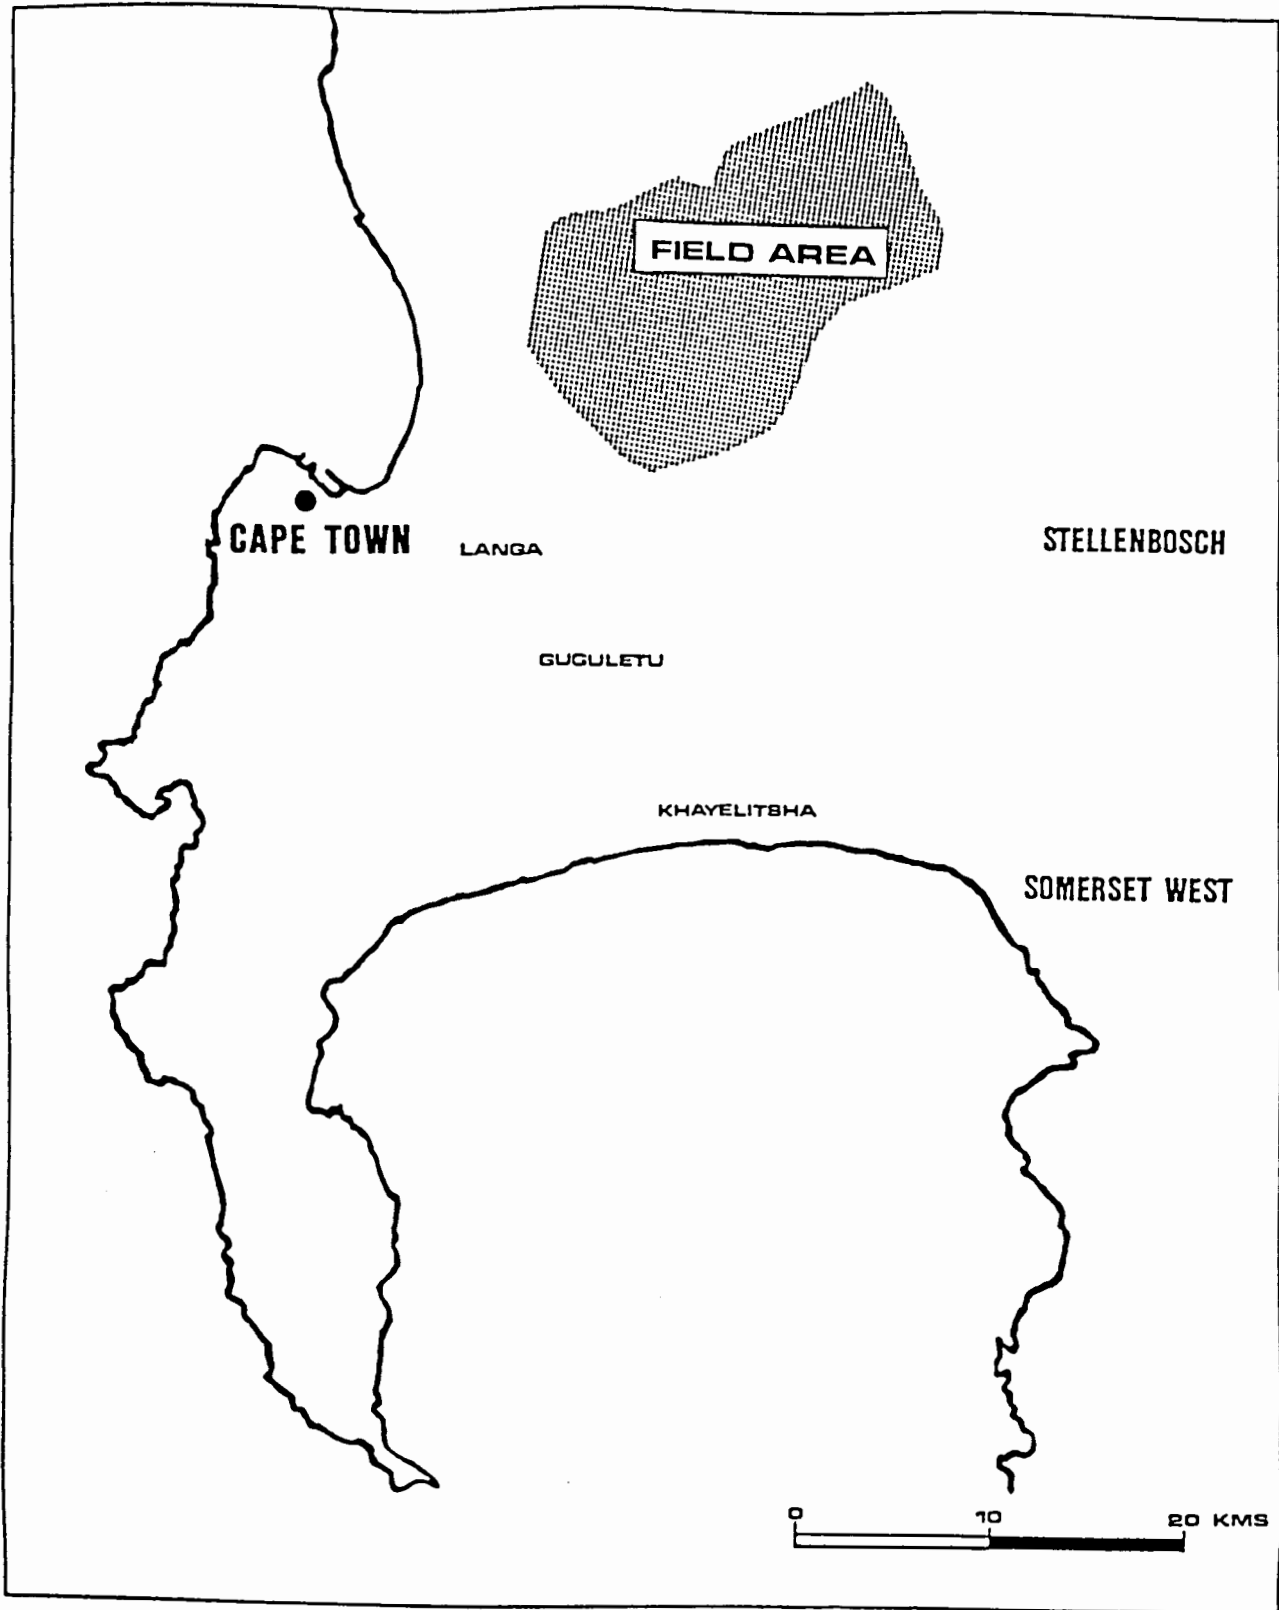 FIELD AREA
CAPE TOWN
LANGA
STELLENBOSCH
GUGULETU
KHAYELITSHA
SOMERSET WEST
0 10 20 KMS